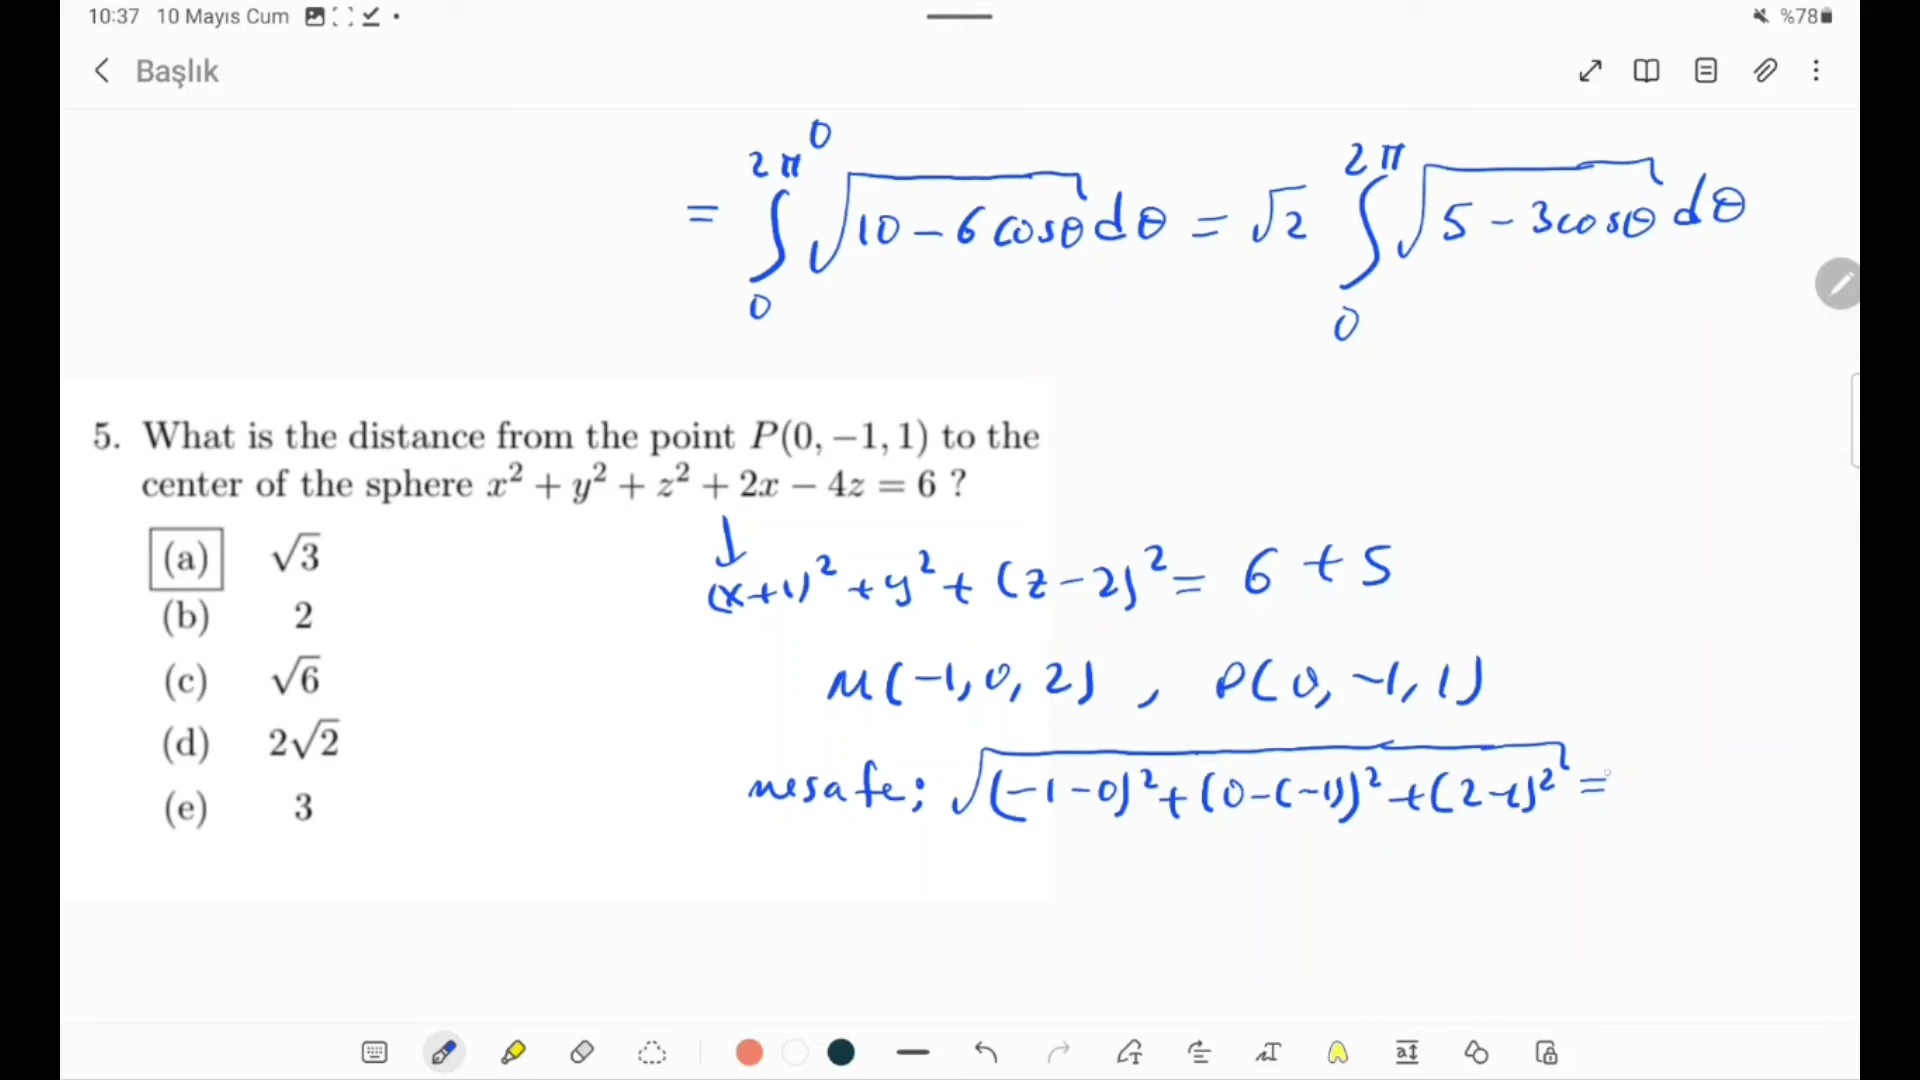 10:37 10 Mayıs Cum • %78
Başlık
= ∫₀^{2π} √(10 – 6 cosθ) dθ = √2 ∫₀^{2π} √(5 – 3cosθ) dθ
0
5. What is the distance from the point P(0, −1, 1) to the
center of the sphere x² + y² + z² + 2x − 4z = 6 ?
(a) √3
(b) 2
(c) √6
(d) 2√2
(e) 3
↓
(x+1)² + y² + (z–2)² = 6 + 5
M(–1, 0, 2) , P(0, –1, 1)
mesafe; √((–1–0)² + (0–(–1))² + (2–1)²) =